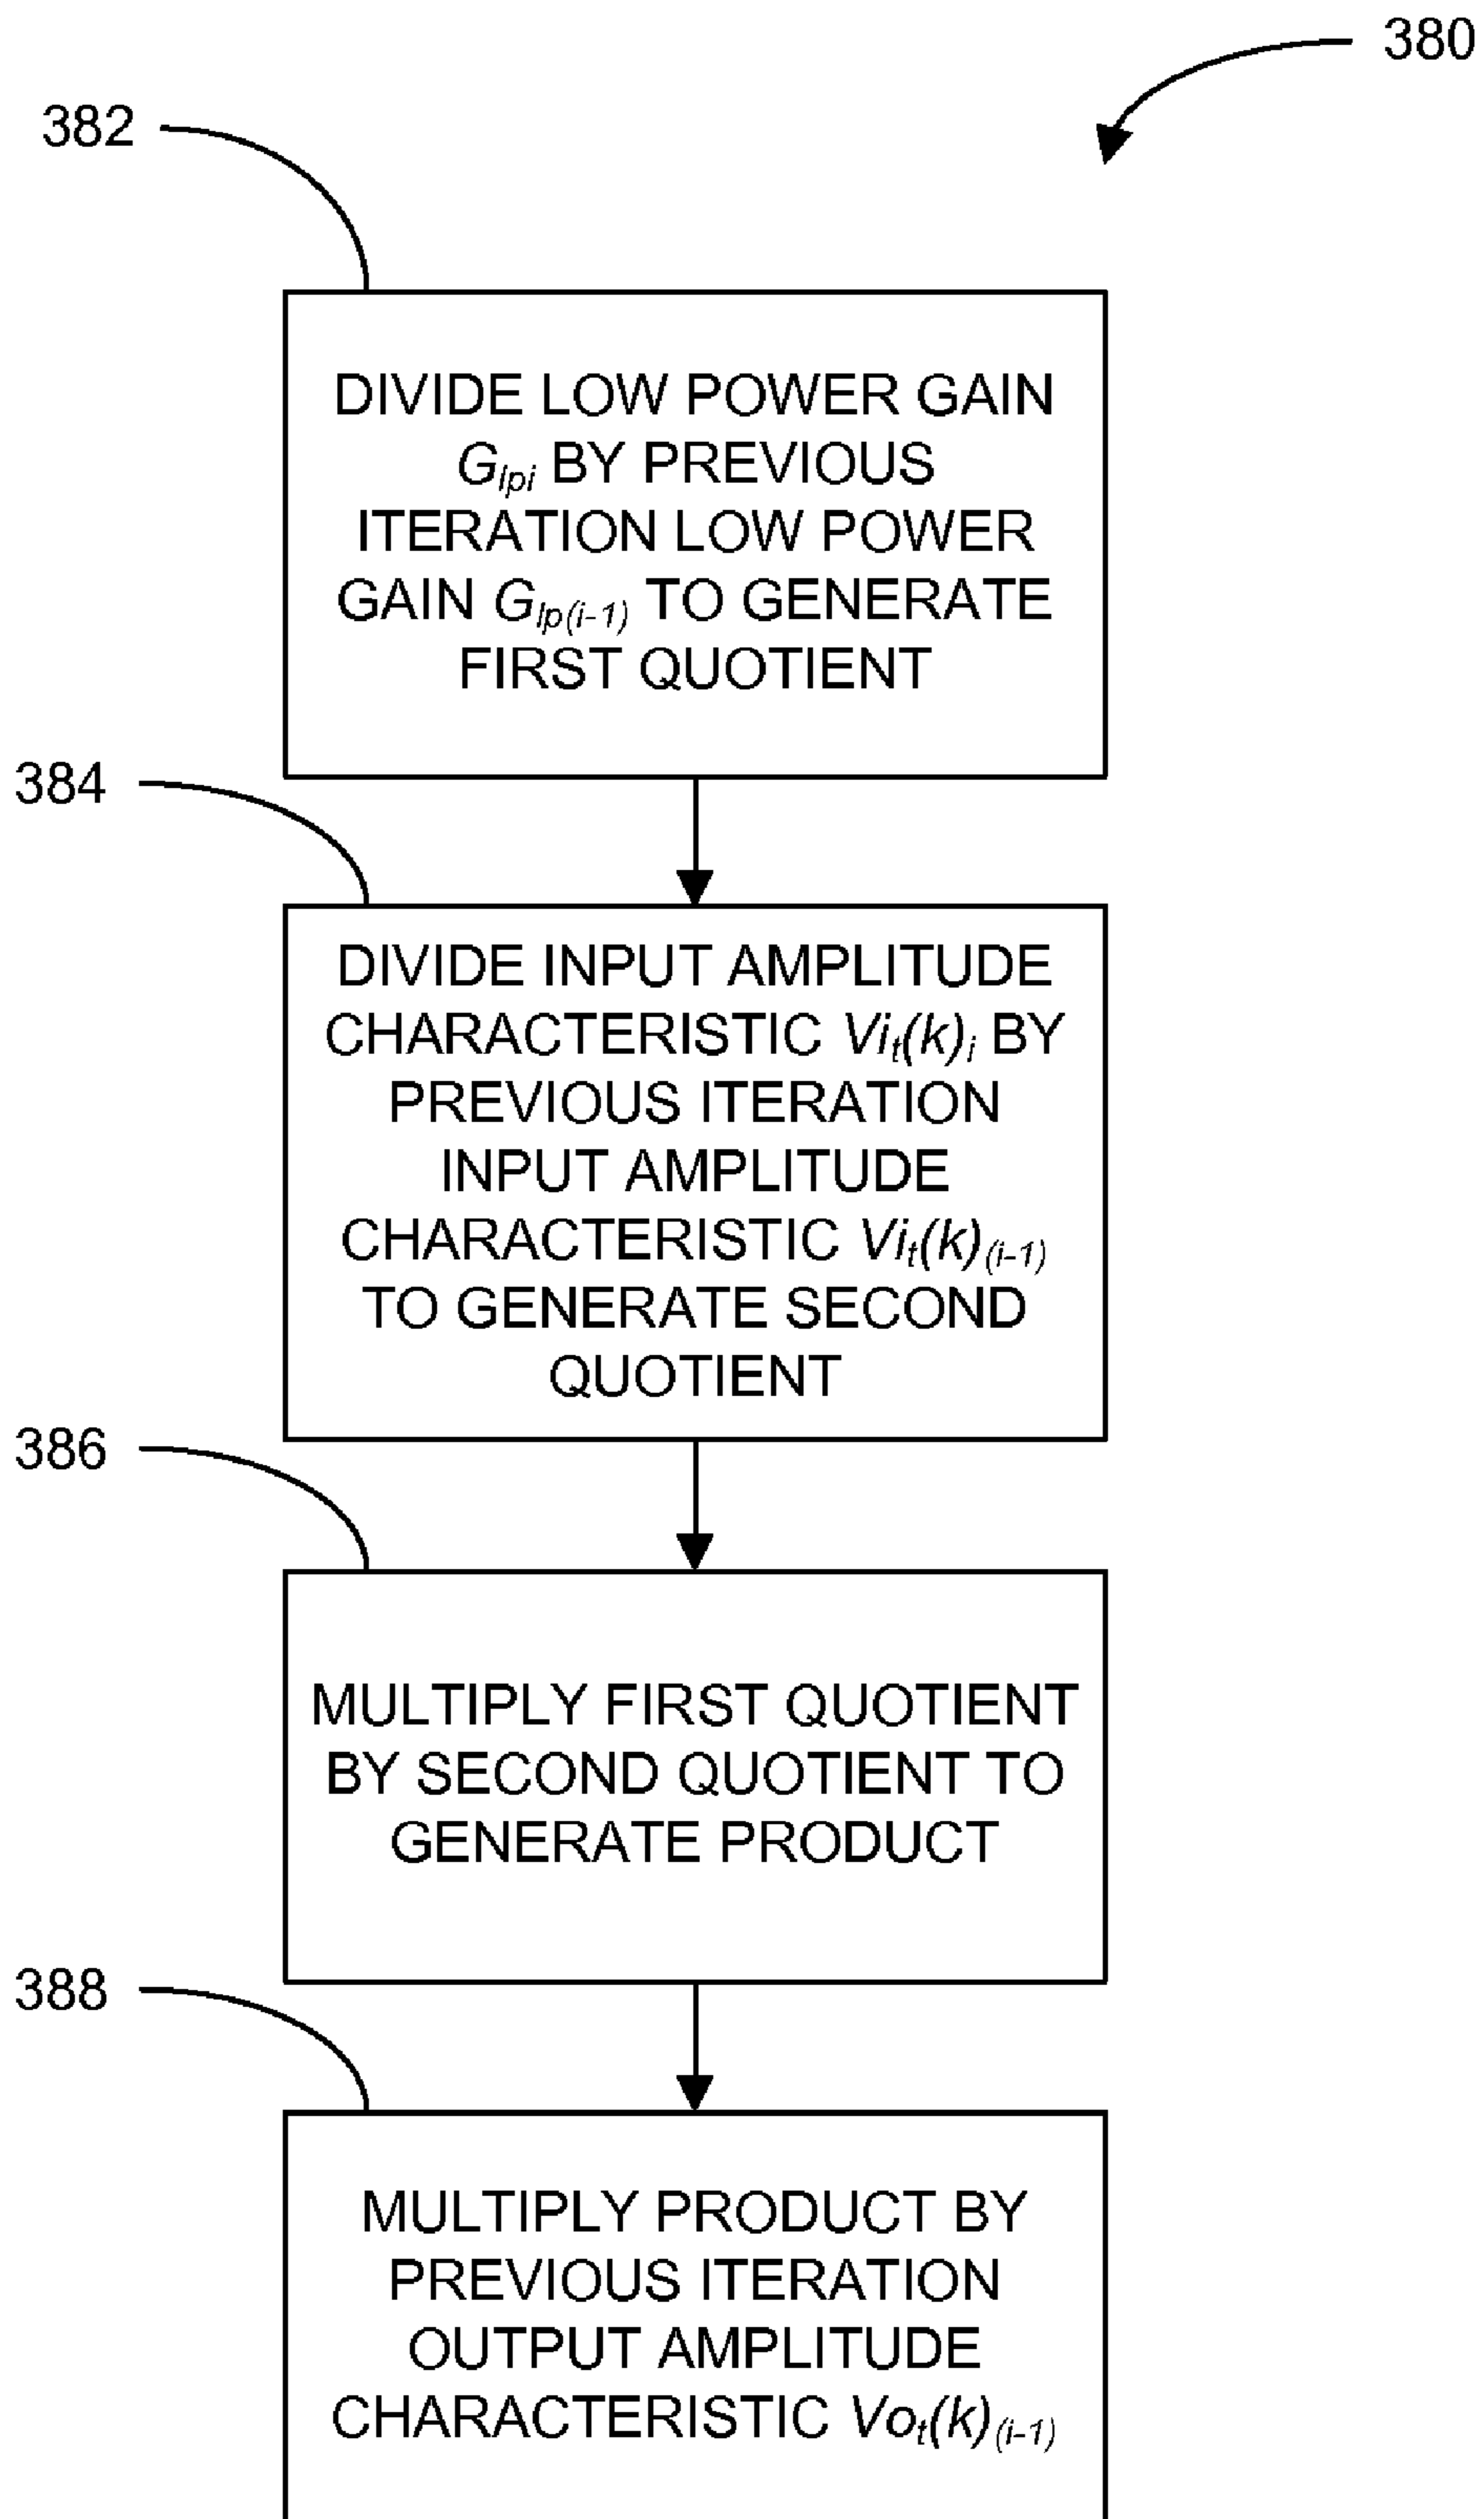 380
382
DIVIDE LOW POWER GAIN
Glpi BY PREVIOUS
ITERATION LOW POWER
GAIN Glp(i-1) TO GENERATE
FIRST QUOTIENT
384
DIVIDE INPUT AMPLITUDE
CHARACTERISTIC Vit(k)i BY
PREVIOUS ITERATION
INPUT AMPLITUDE
CHARACTERISTIC Vit(k)(i-1)
TO GENERATE SECOND
QUOTIENT
386
MULTIPLY FIRST QUOTIENT
BY SECOND QUOTIENT TO
GENERATE PRODUCT
388
MULTIPLY PRODUCT BY
PREVIOUS ITERATION
OUTPUT AMPLITUDE
CHARACTERISTIC Vot(k)(i-1)